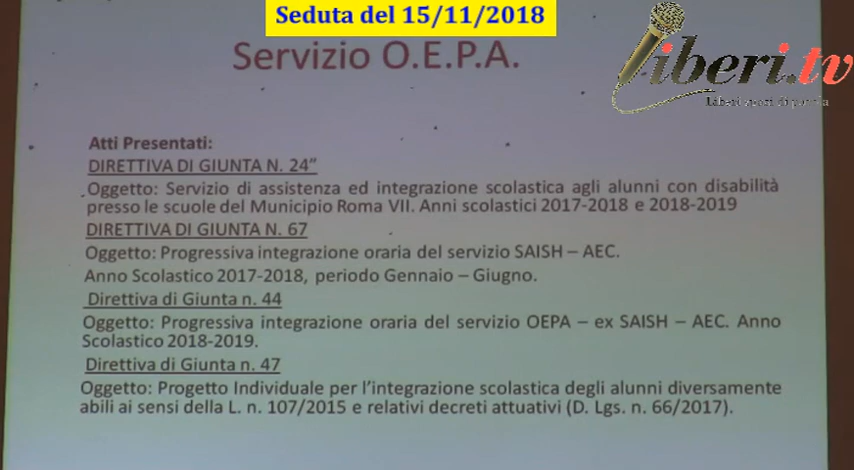 Seduta del 15/11/2018
Servizio O.E.P.A.
iberi.tv
Liberi spazi di parola
Atti Presentati:
DIRETTIVA DI GIUNTA N. 24”
Oggetto: Servizio di assistenza ed integrazione scolastica agli alunni con disabilità
presso le scuole del Municipio Roma VII. Anni scolastici 2017-2018 e 2018-2019
DIRETTIVA DI GIUNTA N. 67
Oggetto: Progressiva integrazione oraria del servizio SAISH – AEC.
Anno Scolastico 2017-2018, periodo Gennaio – Giugno.
Direttiva di Giunta n. 44
Oggetto: Progressiva integrazione oraria del servizio OEPA – ex SAISH – AEC. Anno
Scolastico 2018-2019.
Direttiva di Giunta n. 47
Oggetto: Progetto Individuale per l’integrazione scolastica degli alunni diversamente
abili ai sensi della L. n. 107/2015 e relativi decreti attuativi (D. Lgs. n. 66/2017).